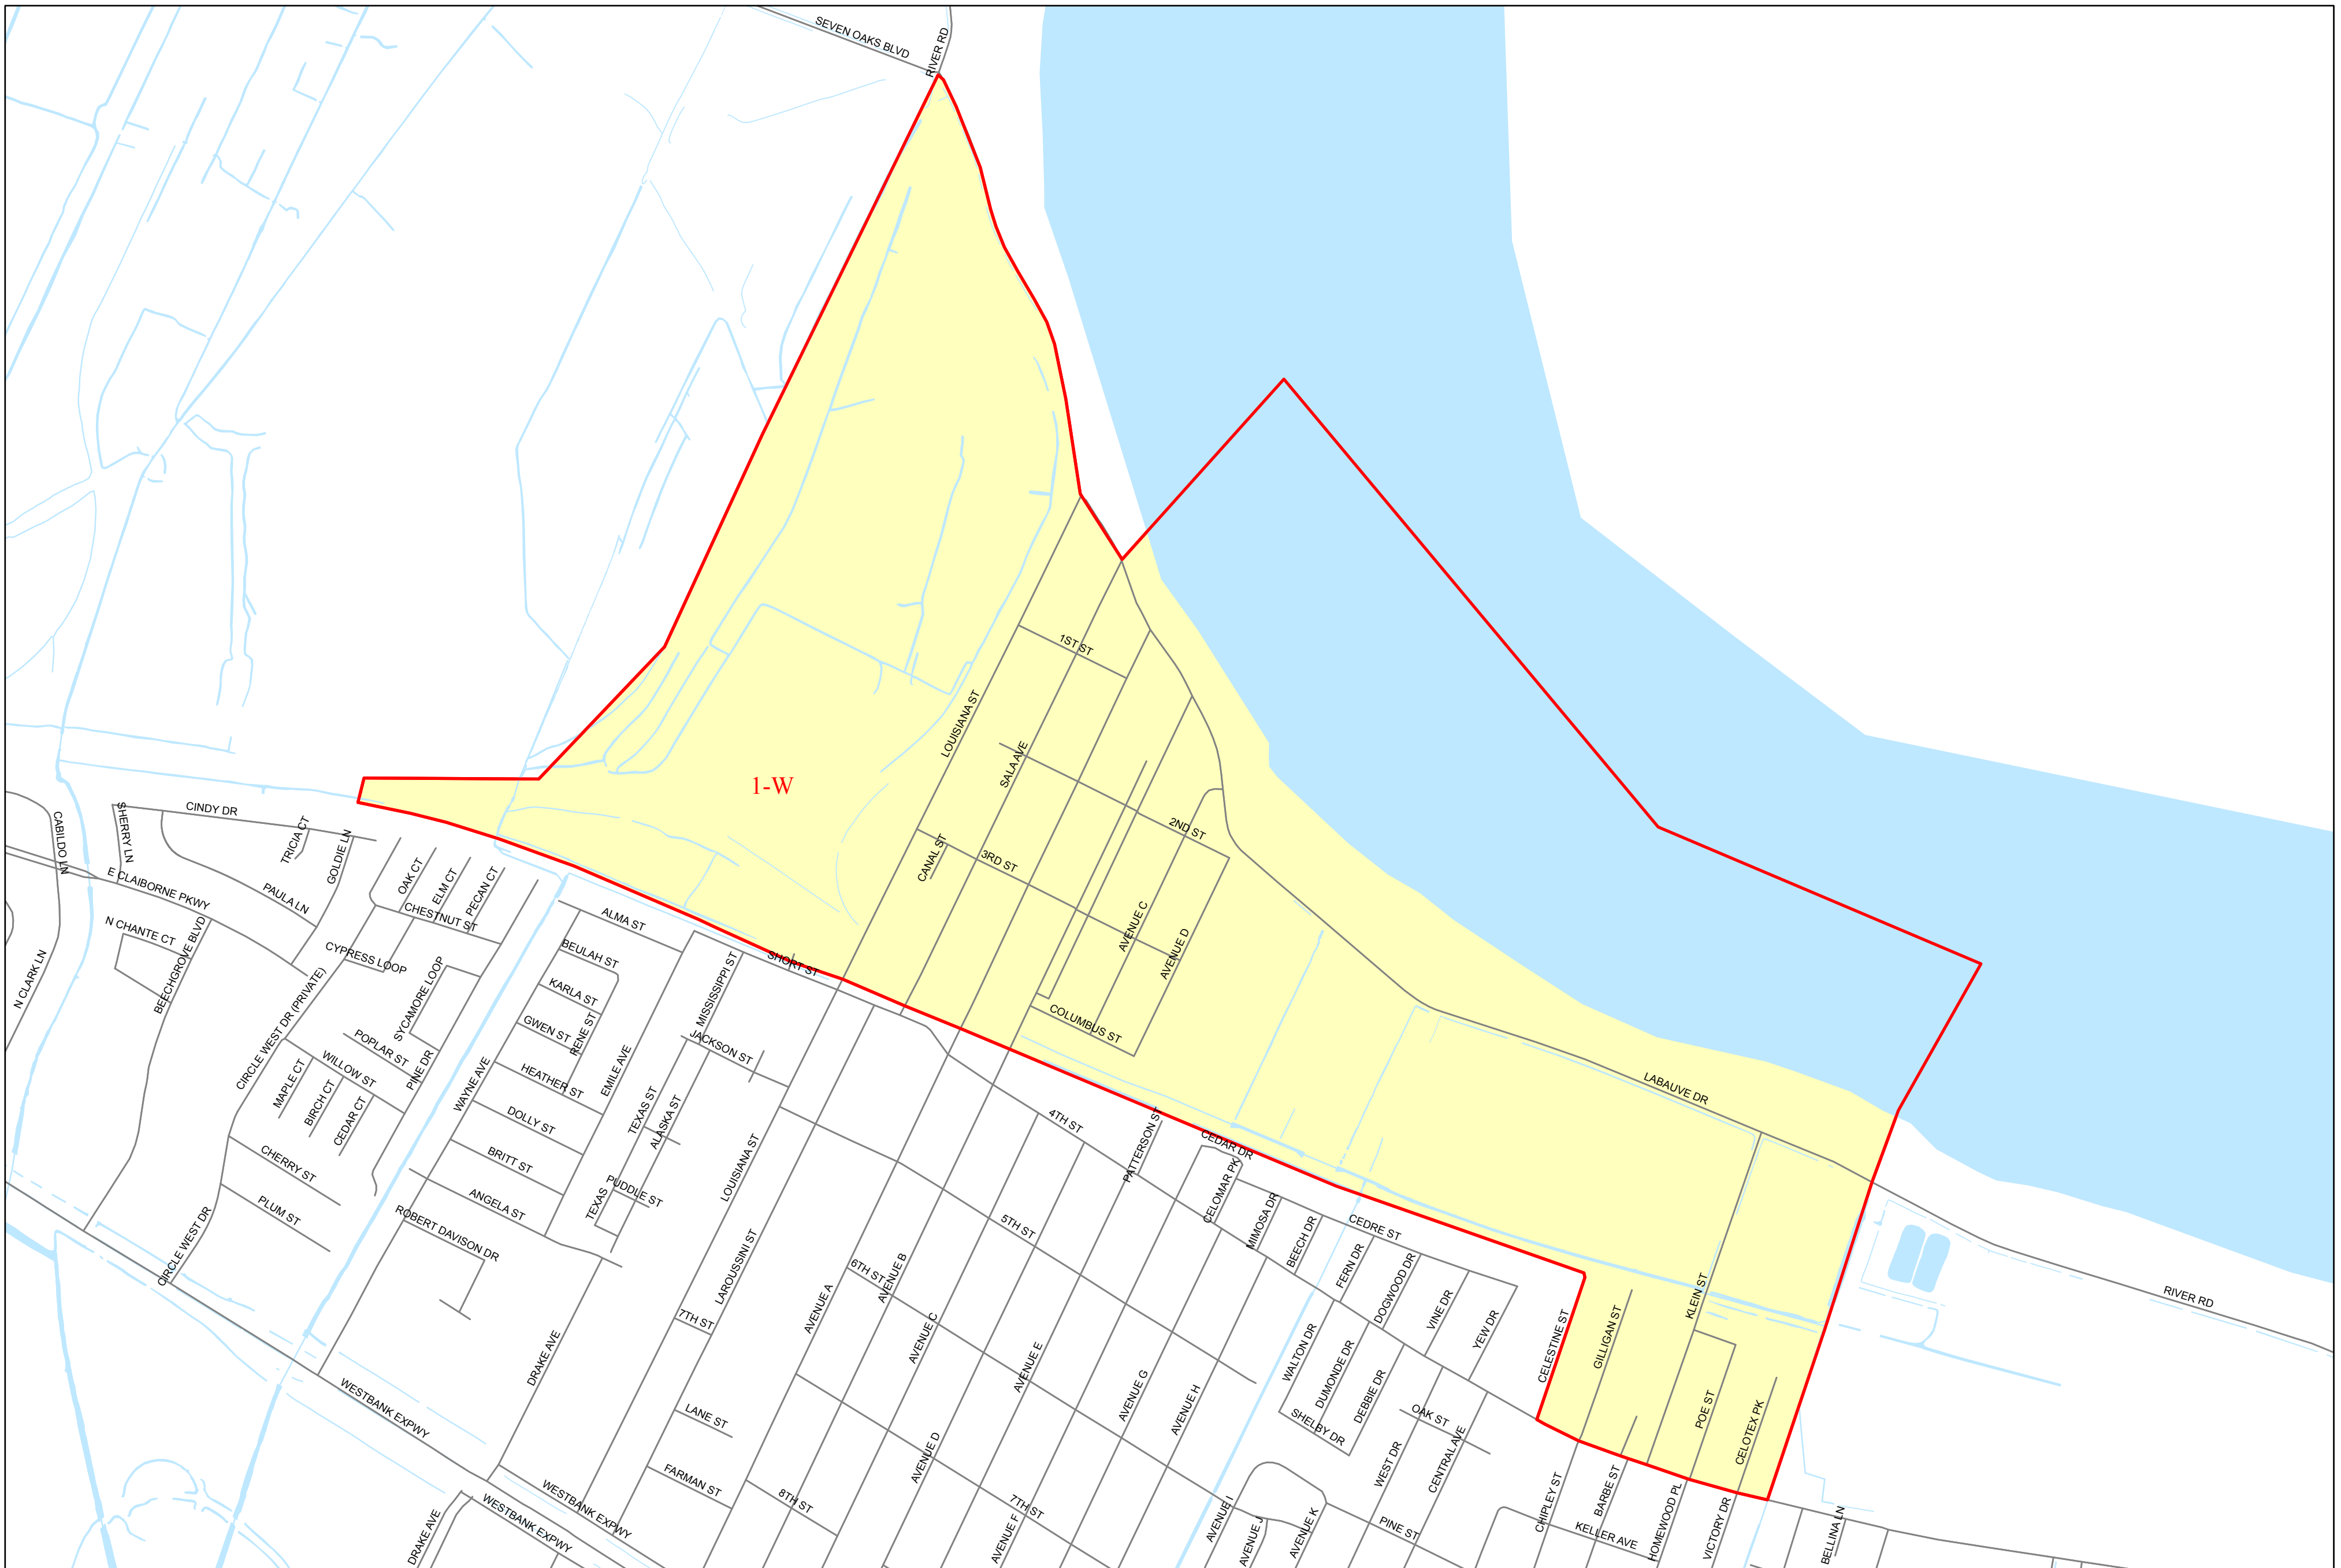 SEVEN OAKS BLVD
RIVER RD
1ST ST
LOUISIANA ST
SALA AVE
1-W
2ND ST
CANAL ST
3RD ST
AVENUE C
AVENUE D
COLUMBUS ST
LABAUVE DR
CABILDO LN
SHERRY LN
CINDY DR
TRICIA CT
GOLDIE LN
E CLAIBORNE PKWY
PAULA LN
OAK CT
ELM CT
PECAN CT
CHESTNUT ST
N CHANTE CT
BEECHGROVE BLVD
CYPRESS LOOP
N CLARK LN
CIRCLE WEST DR (PRIVATE)
SYCAMORE LOOP
POPLAR ST
WILLOW ST
PINE DR
MAPLE CT
BIRCH CT
CEDAR CT
CHERRY ST
PLUM ST
CIRCLE WEST DR
ALMA ST
BEULAH ST
KARLA ST
GWEN ST
RENE ST
HEATHER ST
WAYNE AVE
EMILE AVE
DOLLY ST
BRITT ST
ANGELA ST
ROBERT DAVISON DR
MISSISSIPPI ST
SHORT ST
JACKSON ST
TEXAS ST
ALASKA ST
PUDDLE ST
TEXAS
LOUISIANA ST
LAROUSSINI ST
4TH ST
PATTERSON ST
CEDAR DR
CELOMAR PK
MIMOSA DR
BEECH DR
CEDRE ST
FERN DR
DOGWOOD DR
VINE DR
YEW DR
WALTON DR
DUMONDE DR
DEBBIE DR
SHELBY DR
5TH ST
6TH ST
AVENUE B
AVENUE A
AVENUE C
AVENUE E
AVENUE G
AVENUE H
AVENUE D
7TH ST
DRAKE AVE
LANE ST
FARMAN ST
8TH ST
7TH ST
AVENUE F
AVENUE I
AVENUE J
AVENUE K
WESTBANK EXPWY
WESTBANK EXPWY
WESTBANK EXPWY
DRAKE AVE
OAK ST
WEST DR
CENTRAL AVE
PINE ST
CELESTINE ST
GILLIGAN ST
KLEIN ST
POE ST
CELOTEX PK
CHIPLEY ST
BARBE ST
HOMEWOOD PL
VICTORY DR
KELLER AVE
BELLINA LN
RIVER RD